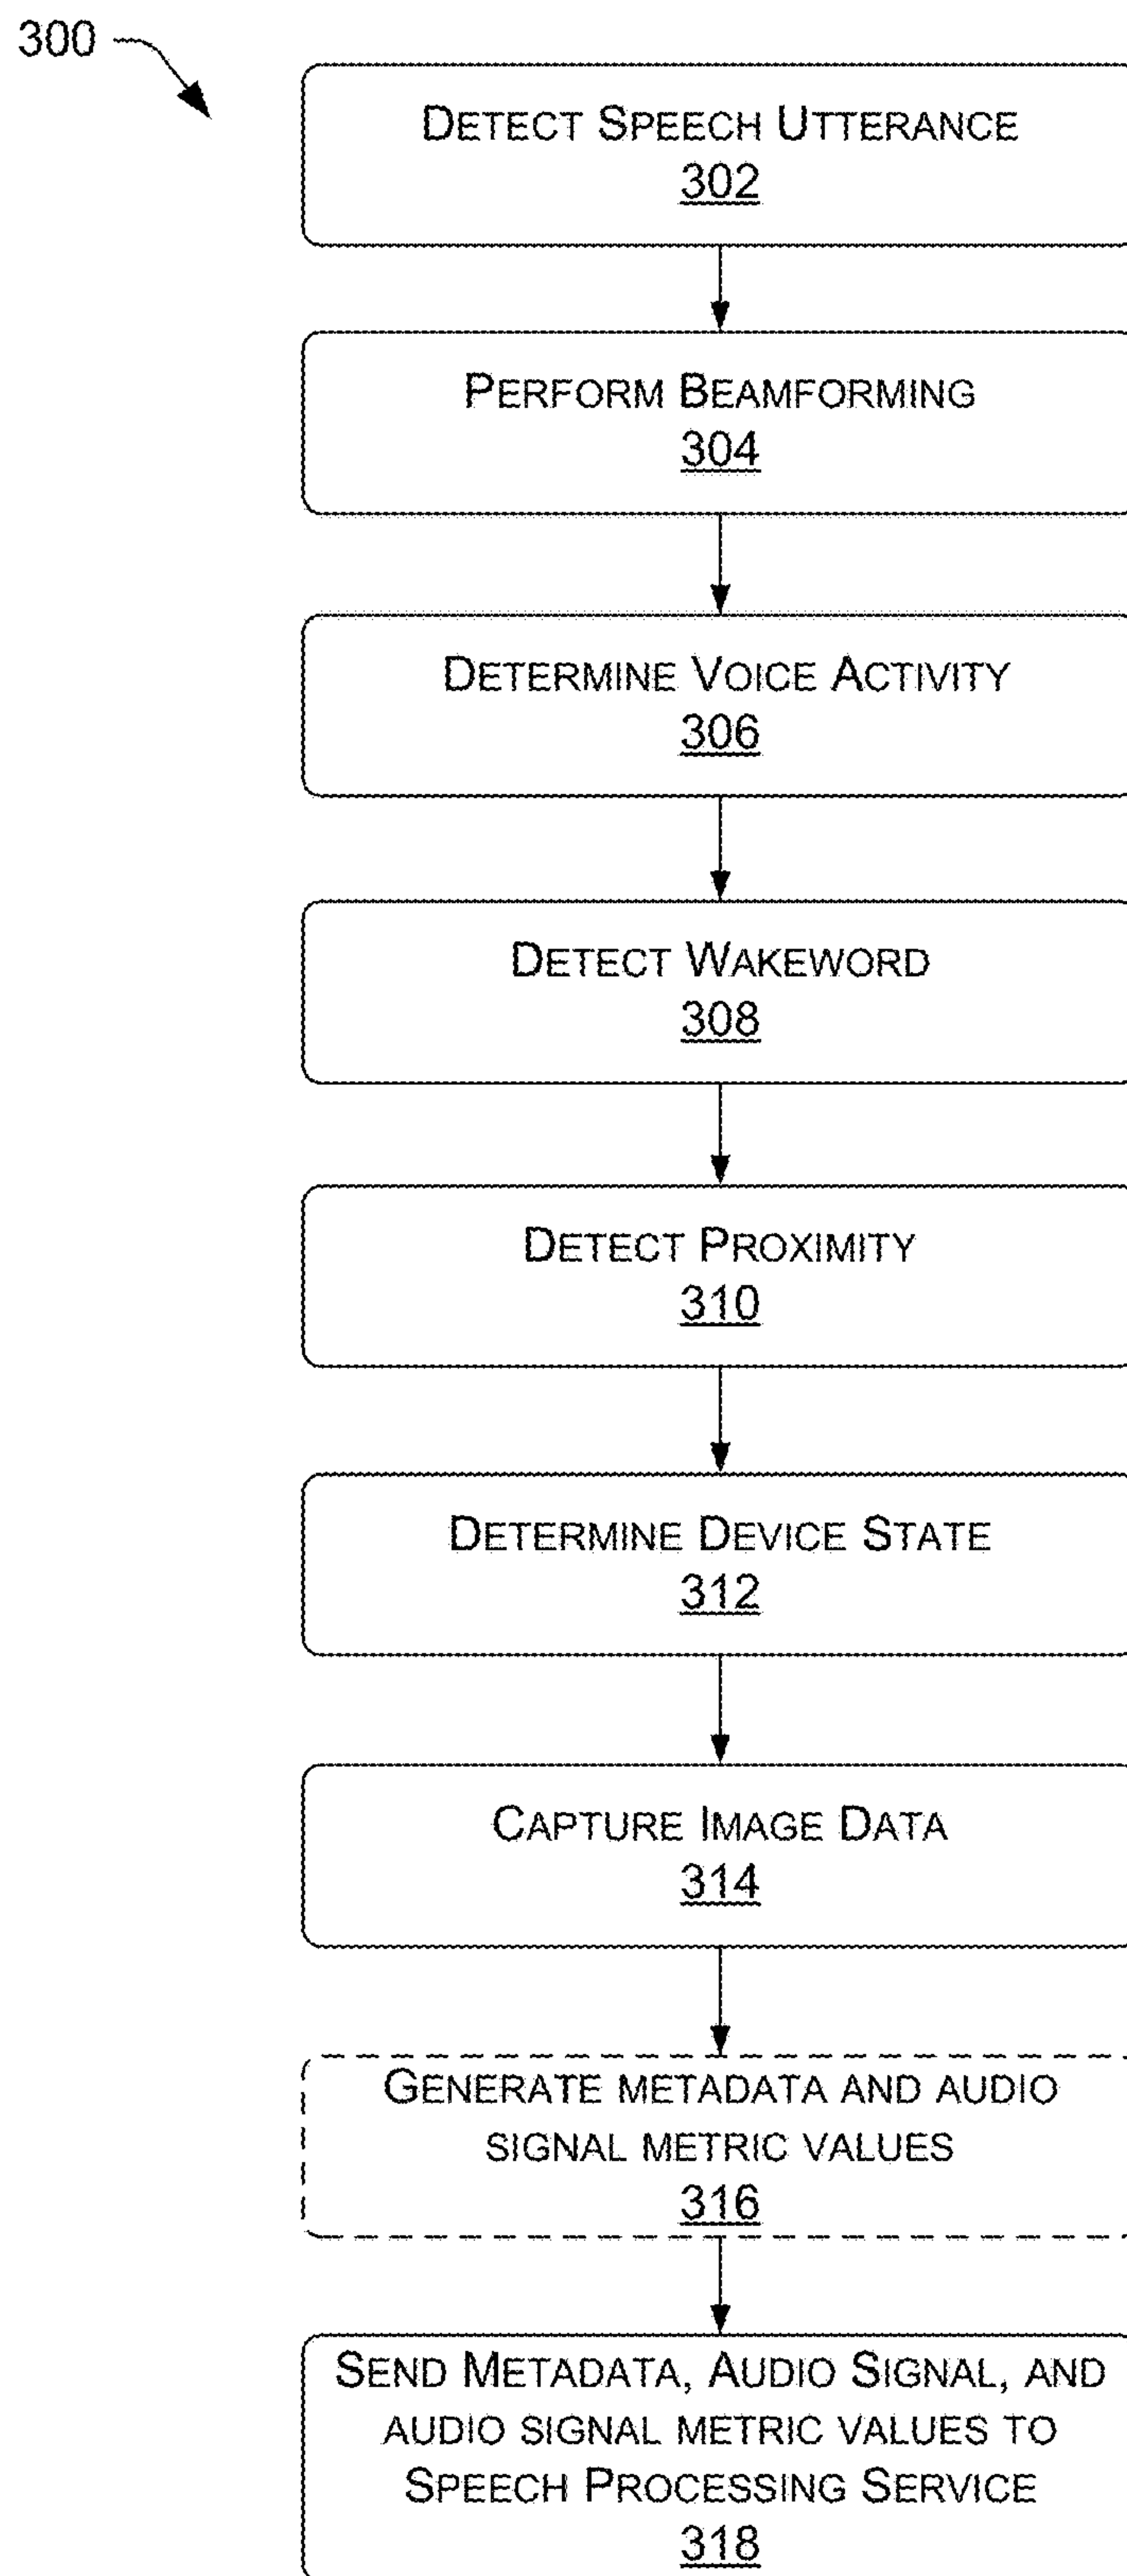 300
DETECT SPEECH UTTERANCE
302
PERFORM BEAMFORMING
304
DETERMINE VOICE ACTIVITY
306
DETECT WAKEWORD
308
DETECT PROXIMITY
310
DETERMINE DEVICE STATE
312
CAPTURE IMAGE DATA
314
GENERATE METADATA AND AUDIO
SIGNAL METRIC VALUES
316
SEND METADATA, AUDIO SIGNAL, AND
AUDIO SIGNAL METRIC VALUES TO
SPEECH PROCESSING SERVICE
318